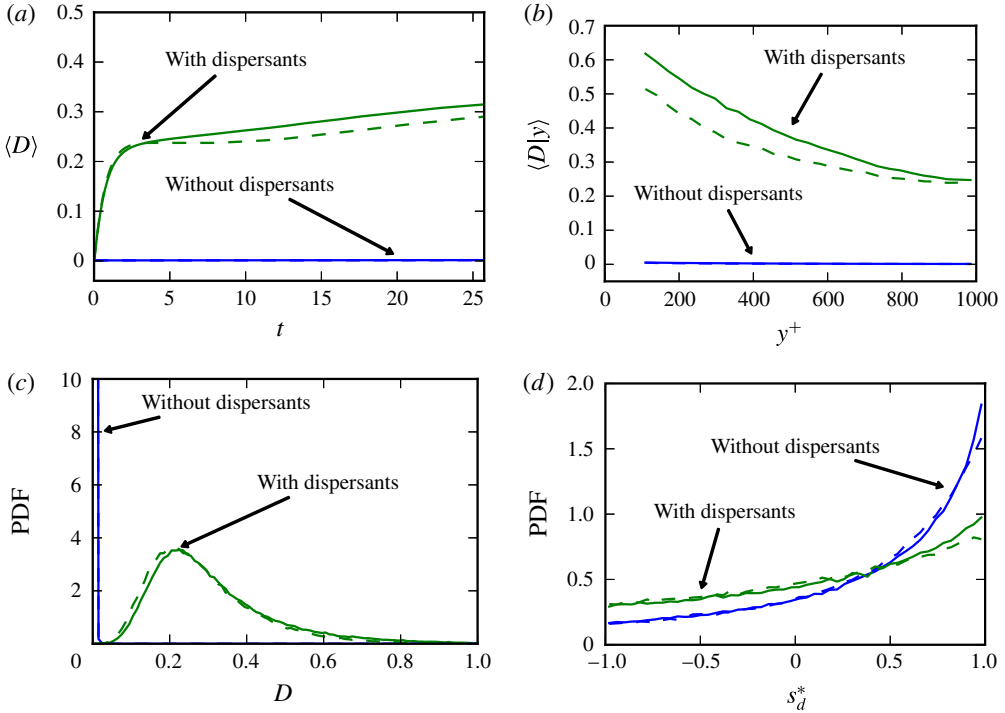 (a)
0.5
0.4
0.3
0.2
0.1
0
⟨D⟩
With dispersants
Without dispersants
0 5 10 15 20 25
t
(b)
0.7
0.6
0.5
0.4
0.3
0.2
0.1
0
⟨D|y⟩
With dispersants
Without dispersants
0 200 400 600 800 1000
y+
(c)
10
8
6
4
2
PDF
Without dispersants
With dispersants
0.2 0.4 0.6 0.8 1.0
D
(d)
2.0
1.5
1.0
0.5
0
PDF
Without dispersants
With dispersants
−1.0 −0.5 0 0.5 1.0
s*d